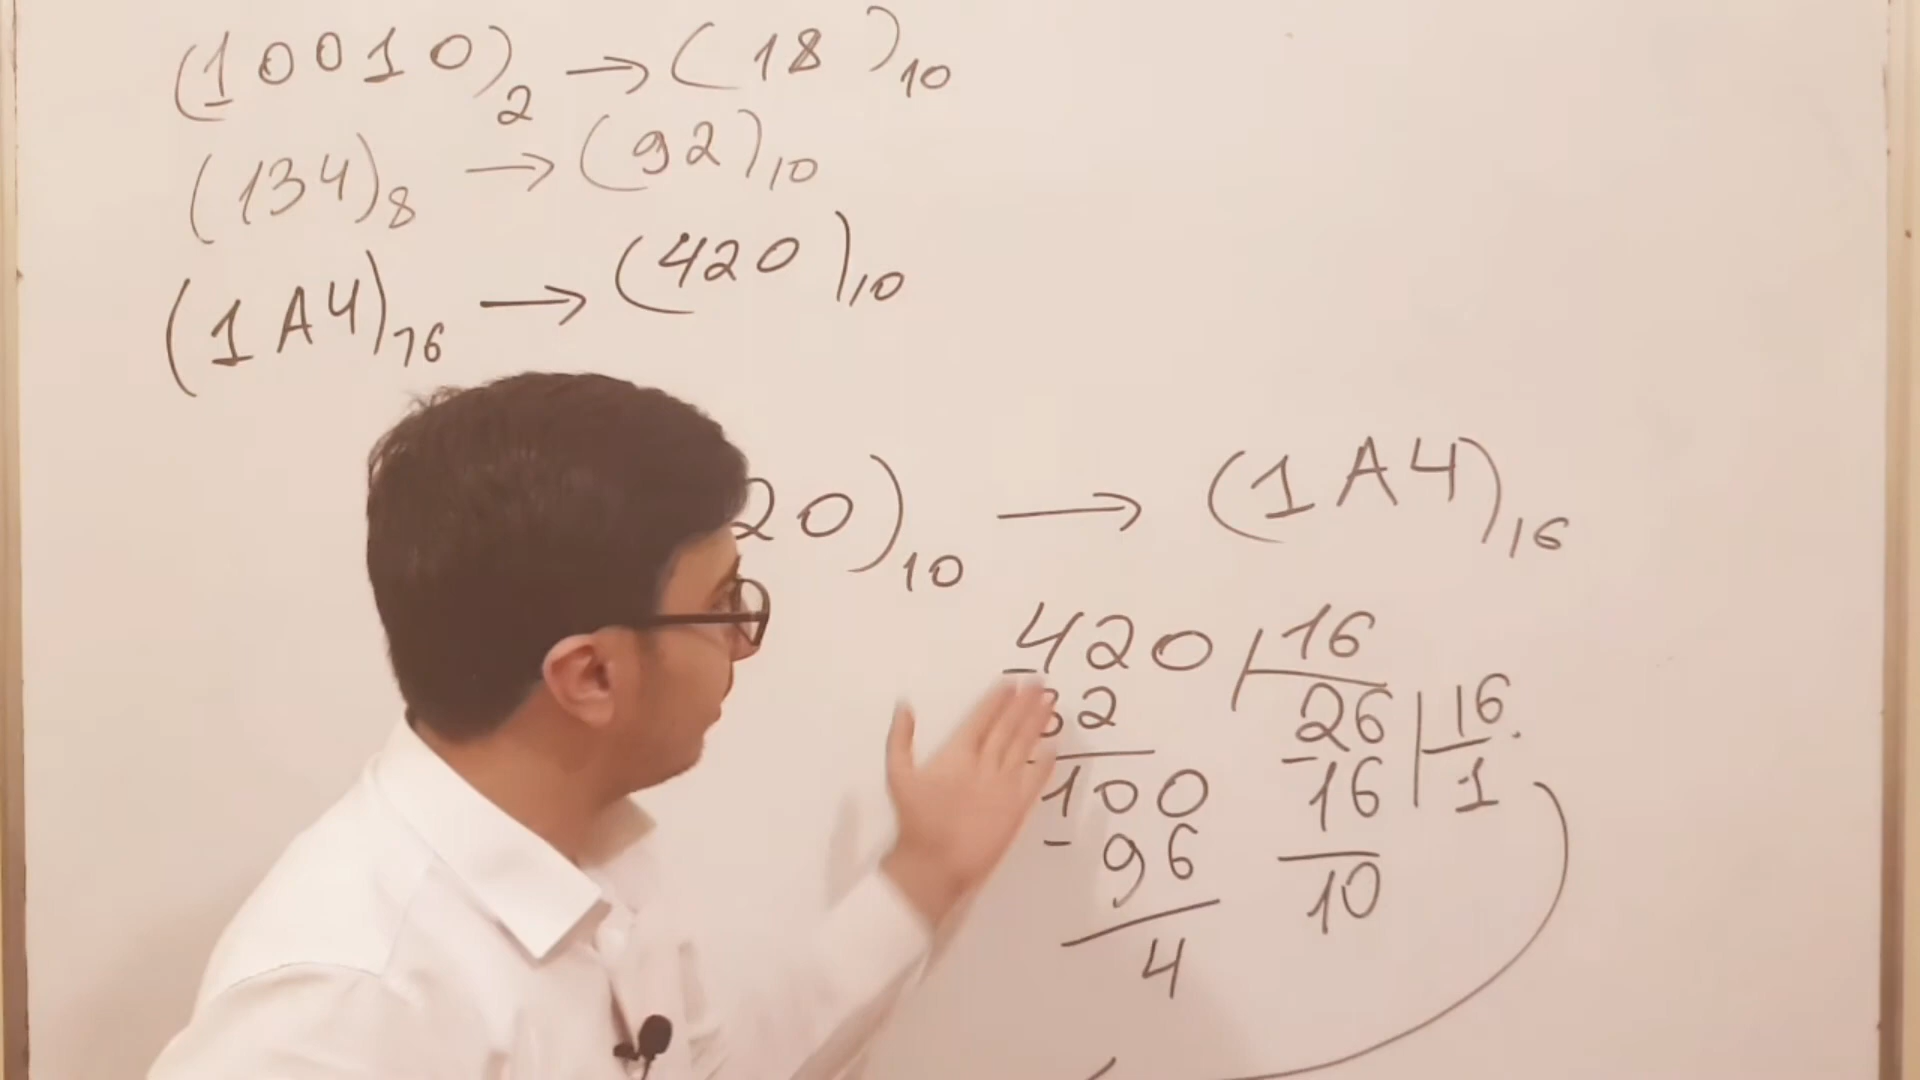 (10010)₂ → (18)₁₀
(134)₈ → (92)₁₀
(1A4)₁₆ → (420)₁₀
20)₁₀ → (1A4)₁₆
420 16
- 32 26 16
100 - 16 1
- 96 10
4